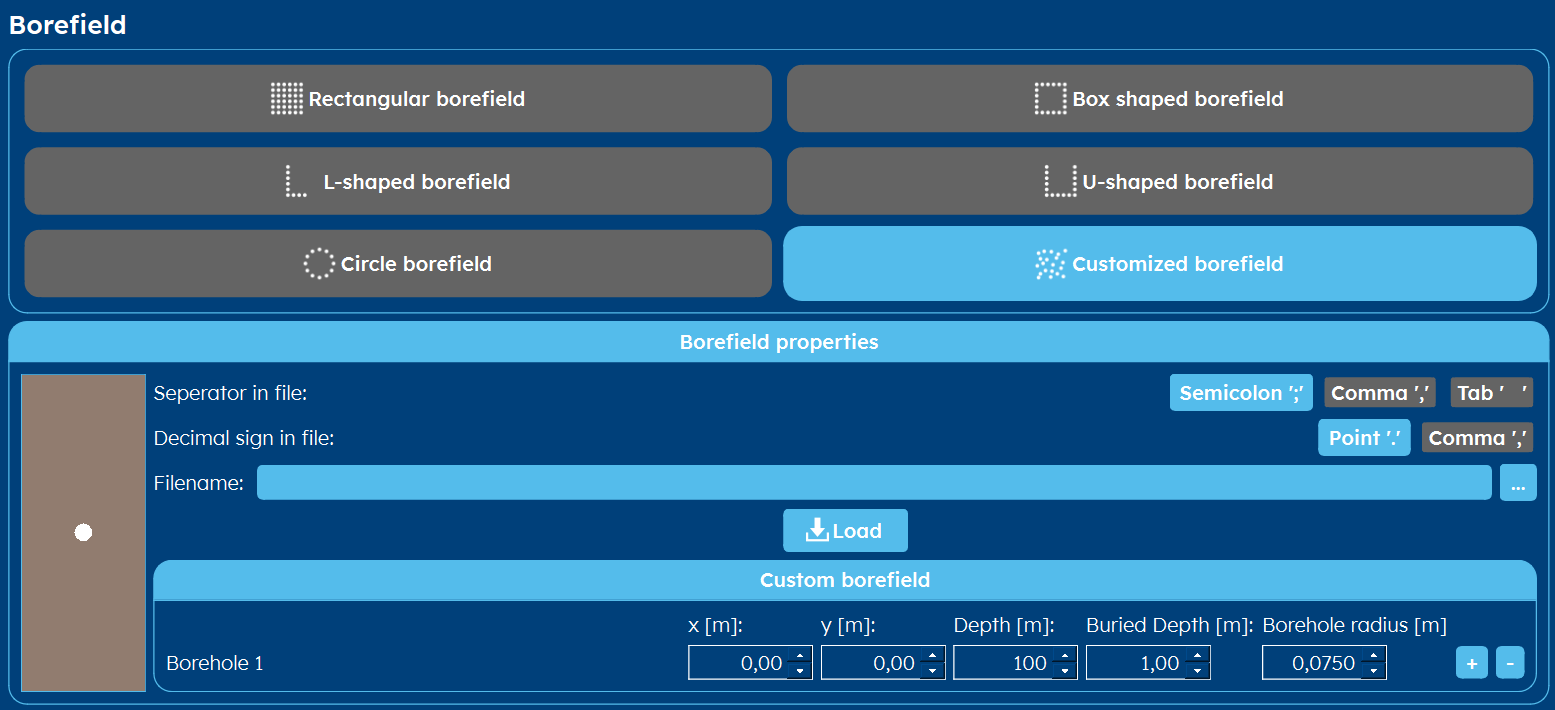 Borefield
Rectangular borefield
Box shaped borefield
L-shaped borefield
U-shaped borefield
Circle borefield
Customized borefield
Borefield properties
Seperator in file:
Semicolon ';' Comma ',' Tab '  '
Decimal sign in file:
Point '.' Comma ','
Filename:
...
Load
Custom borefield
x [m]: y [m]: Depth [m]: Buried Depth [m]: Borehole radius [m]
Borehole 1 0,00 0,00 100 1,00 0,0750 + -